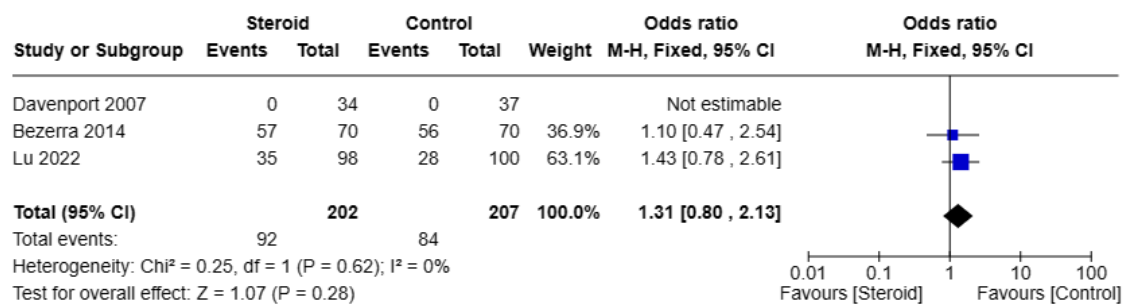 Steroid Control Odds ratio Odds ratio
Study or Subgroup Events Total Events Total Weight M-H, Fixed, 95% CI M-H, Fixed, 95% CI
Davenport 2007 0 34 0 37 Not estimable
Bezerra 2014 57 70 56 70 36.9% 1.10 [0.47 , 2.54]
Lu 2022 35 98 28 100 63.1% 1.43 [0.78 , 2.61]
Total (95% CI) 202 207 100.0% 1.31 [0.80 , 2.13]
Total events: 92 84
Heterogeneity: Chi² = 0.25, df = 1 (P = 0.62); I² = 0%
Test for overall effect: Z = 1.07 (P = 0.28)
0.01 0.1 1 10 100
Favours [Steroid] Favours [Control]